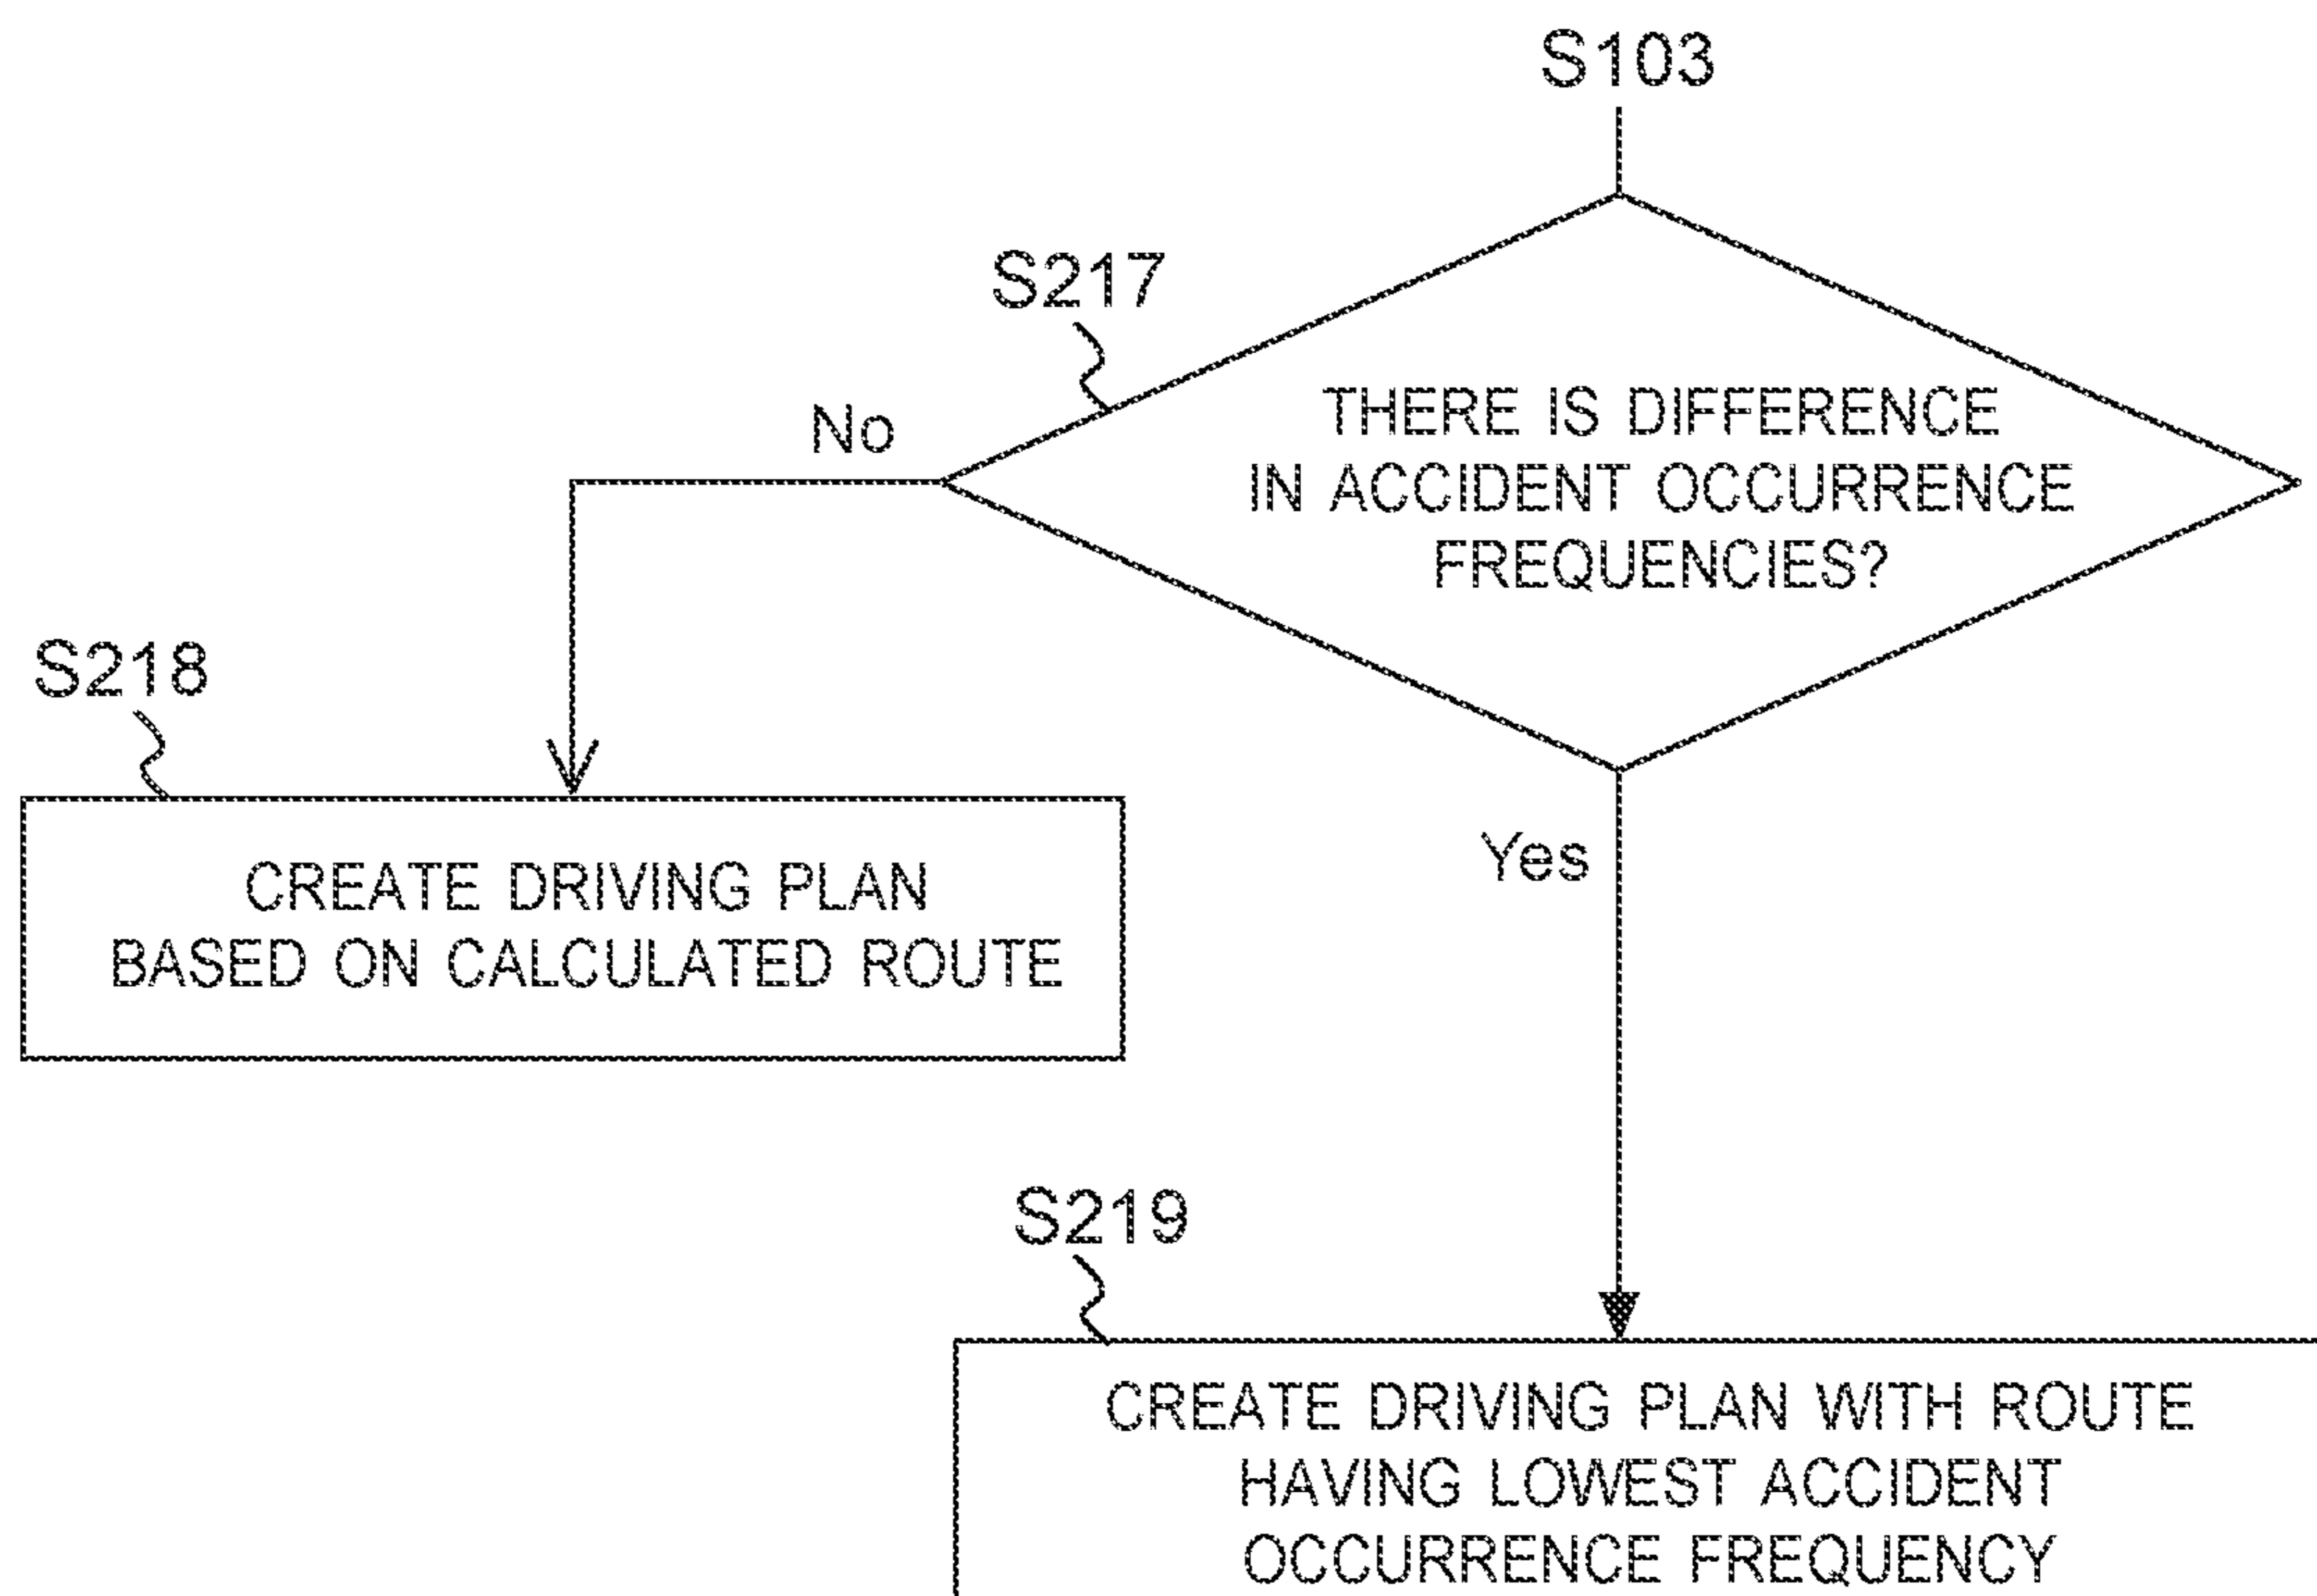 S103
S217
THERE IS DIFFERENCE
IN ACCIDENT OCCURRENCE
FREQUENCIES?
No
S218
CREATE DRIVING PLAN
BASED ON CALCULATED ROUTE
Yes
S219
CREATE DRIVING PLAN WITH ROUTE
HAVING LOWEST ACCIDENT
OCCURRENCE FREQUENCY